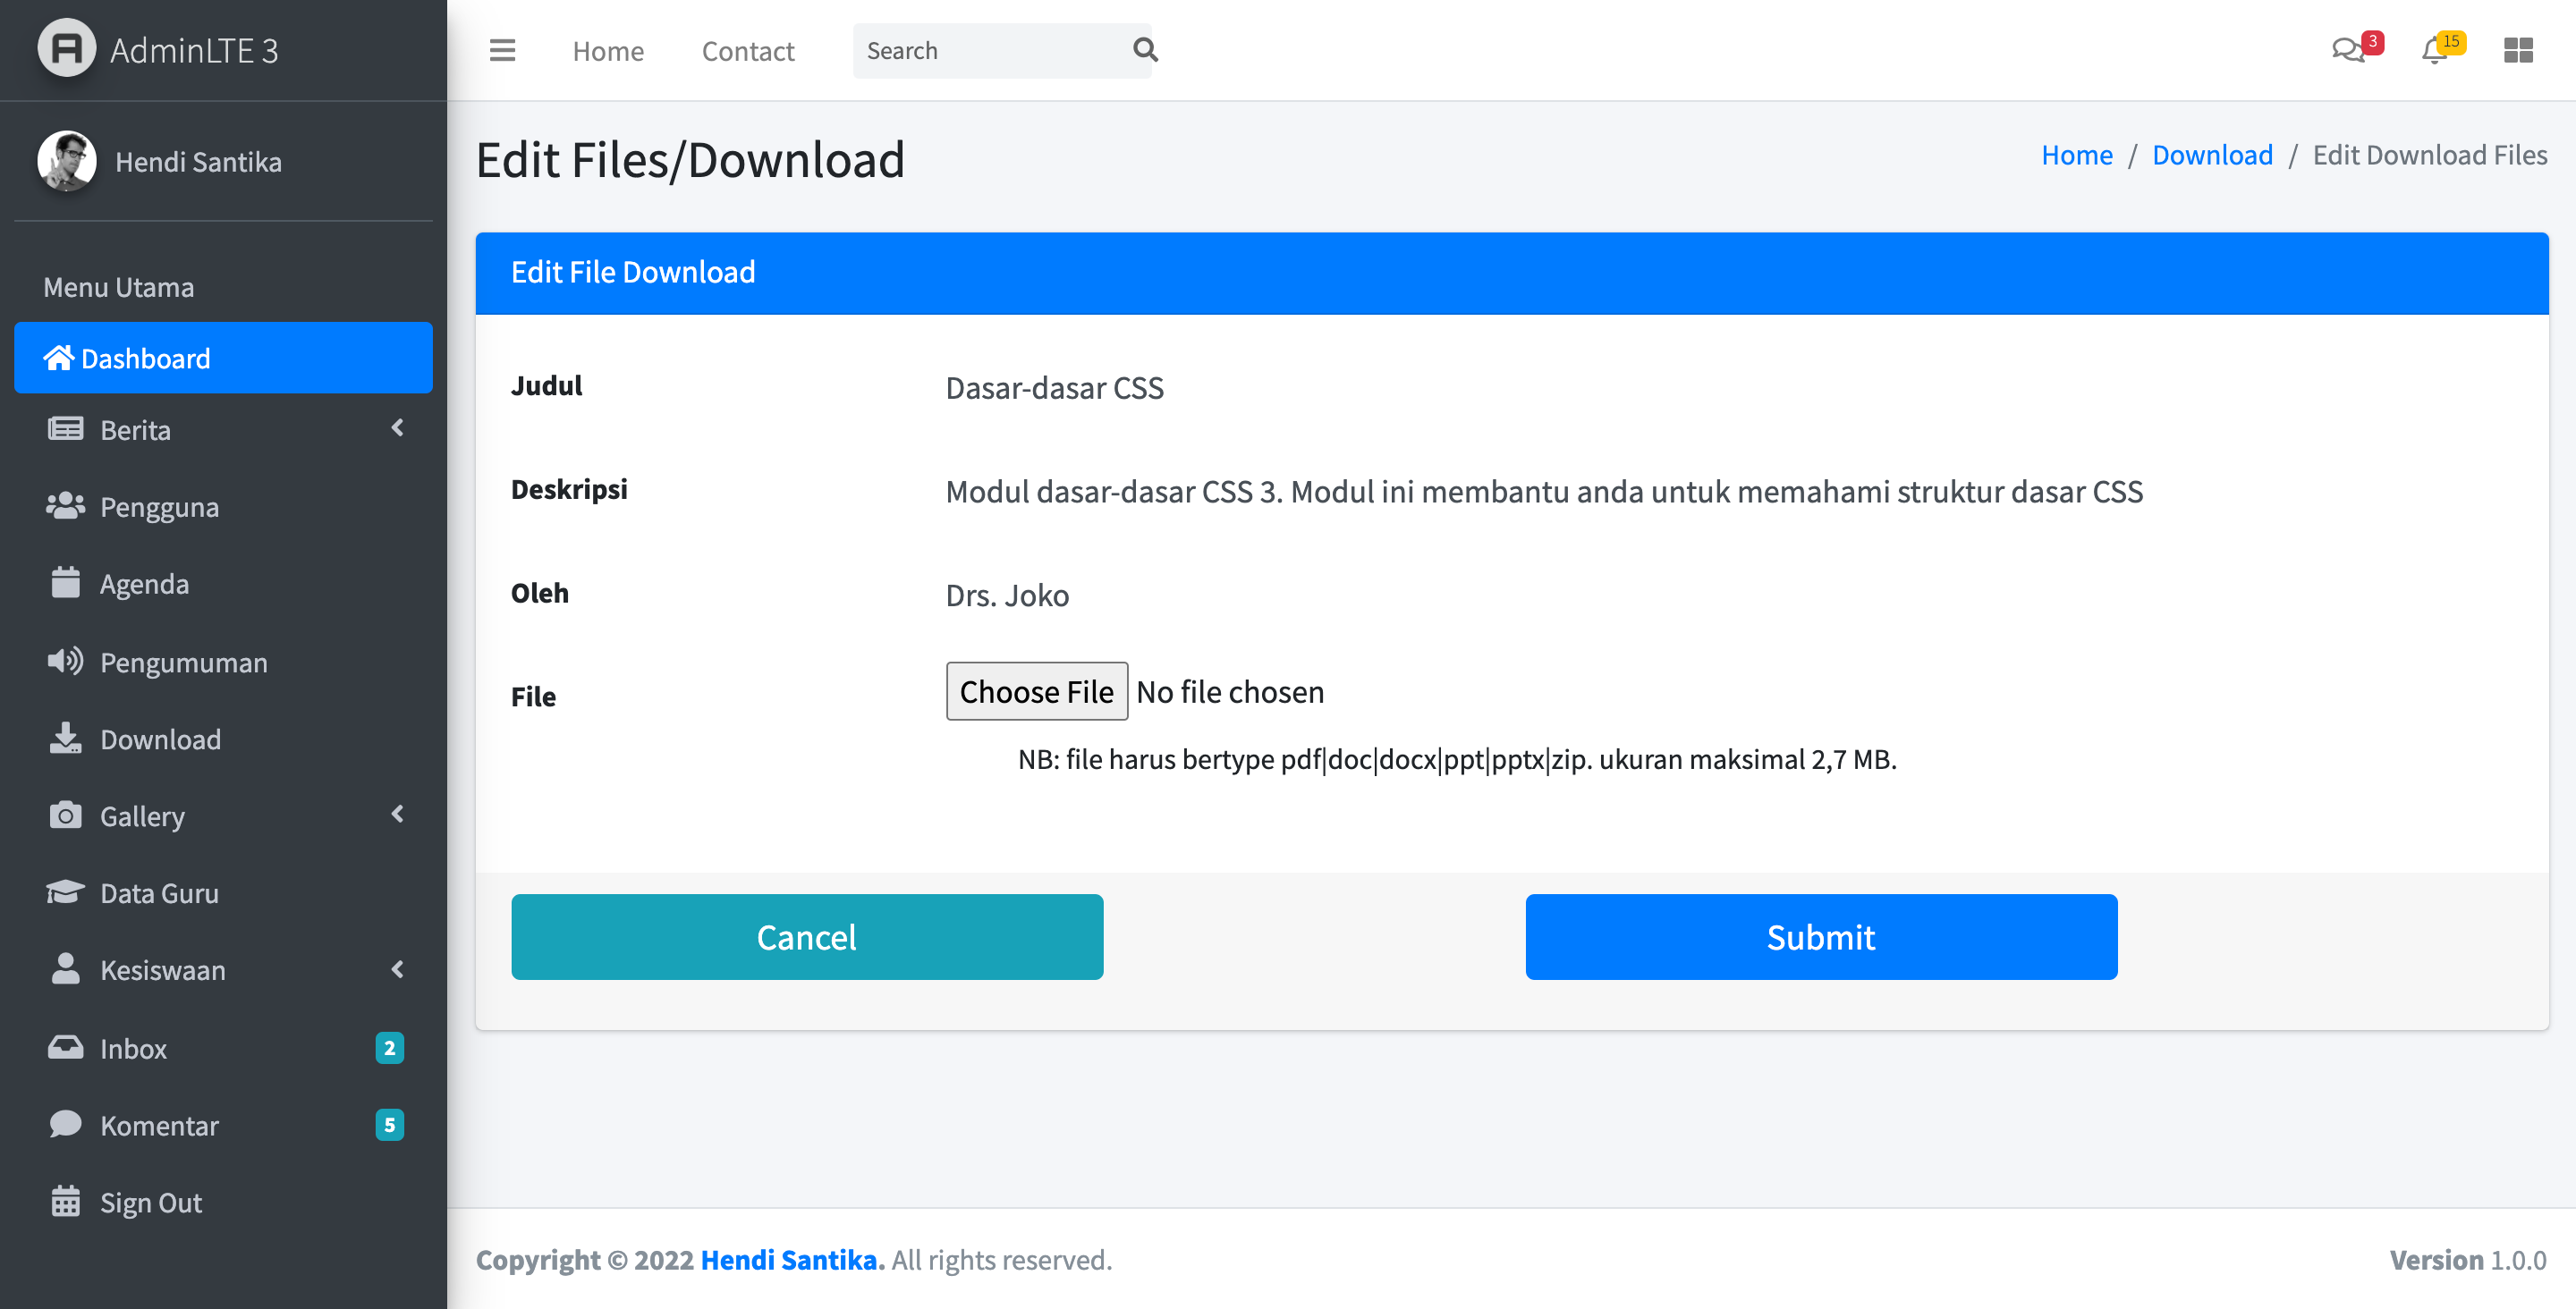 AdminLTE 3
Home
Contact
Search
3
15
Hendi Santika
Menu Utama
Dashboard
Berita
Pengguna
Agenda
Pengumuman
Download
Gallery
Data Guru
Kesiswaan
Inbox 2
Komentar 5
Sign Out
Edit Files/Download
Home / Download / Edit Download Files
Edit File Download
Judul Dasar-dasar CSS
Deskripsi Modul dasar-dasar CSS 3. Modul ini membantu anda untuk memahami struktur dasar CSS
Oleh Drs. Joko
File Choose File No file chosen
NB: file harus bertype pdf|doc|docx|ppt|pptx|zip. ukuran maksimal 2,7 MB.
Cancel Submit
Copyright © 2022 Hendi Santika. All rights reserved. Version 1.0.0